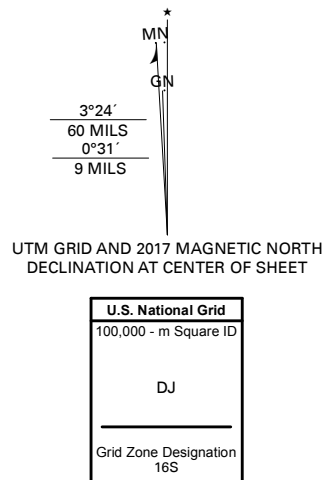 ★
MN
GN
3°24´
60 MILS
0°31´
9 MILS
UTM GRID AND 2017 MAGNETIC NORTH
DECLINATION AT CENTER OF SHEET
U.S. National Grid
100,000 - m Square ID
DJ
Grid Zone Designation
16S